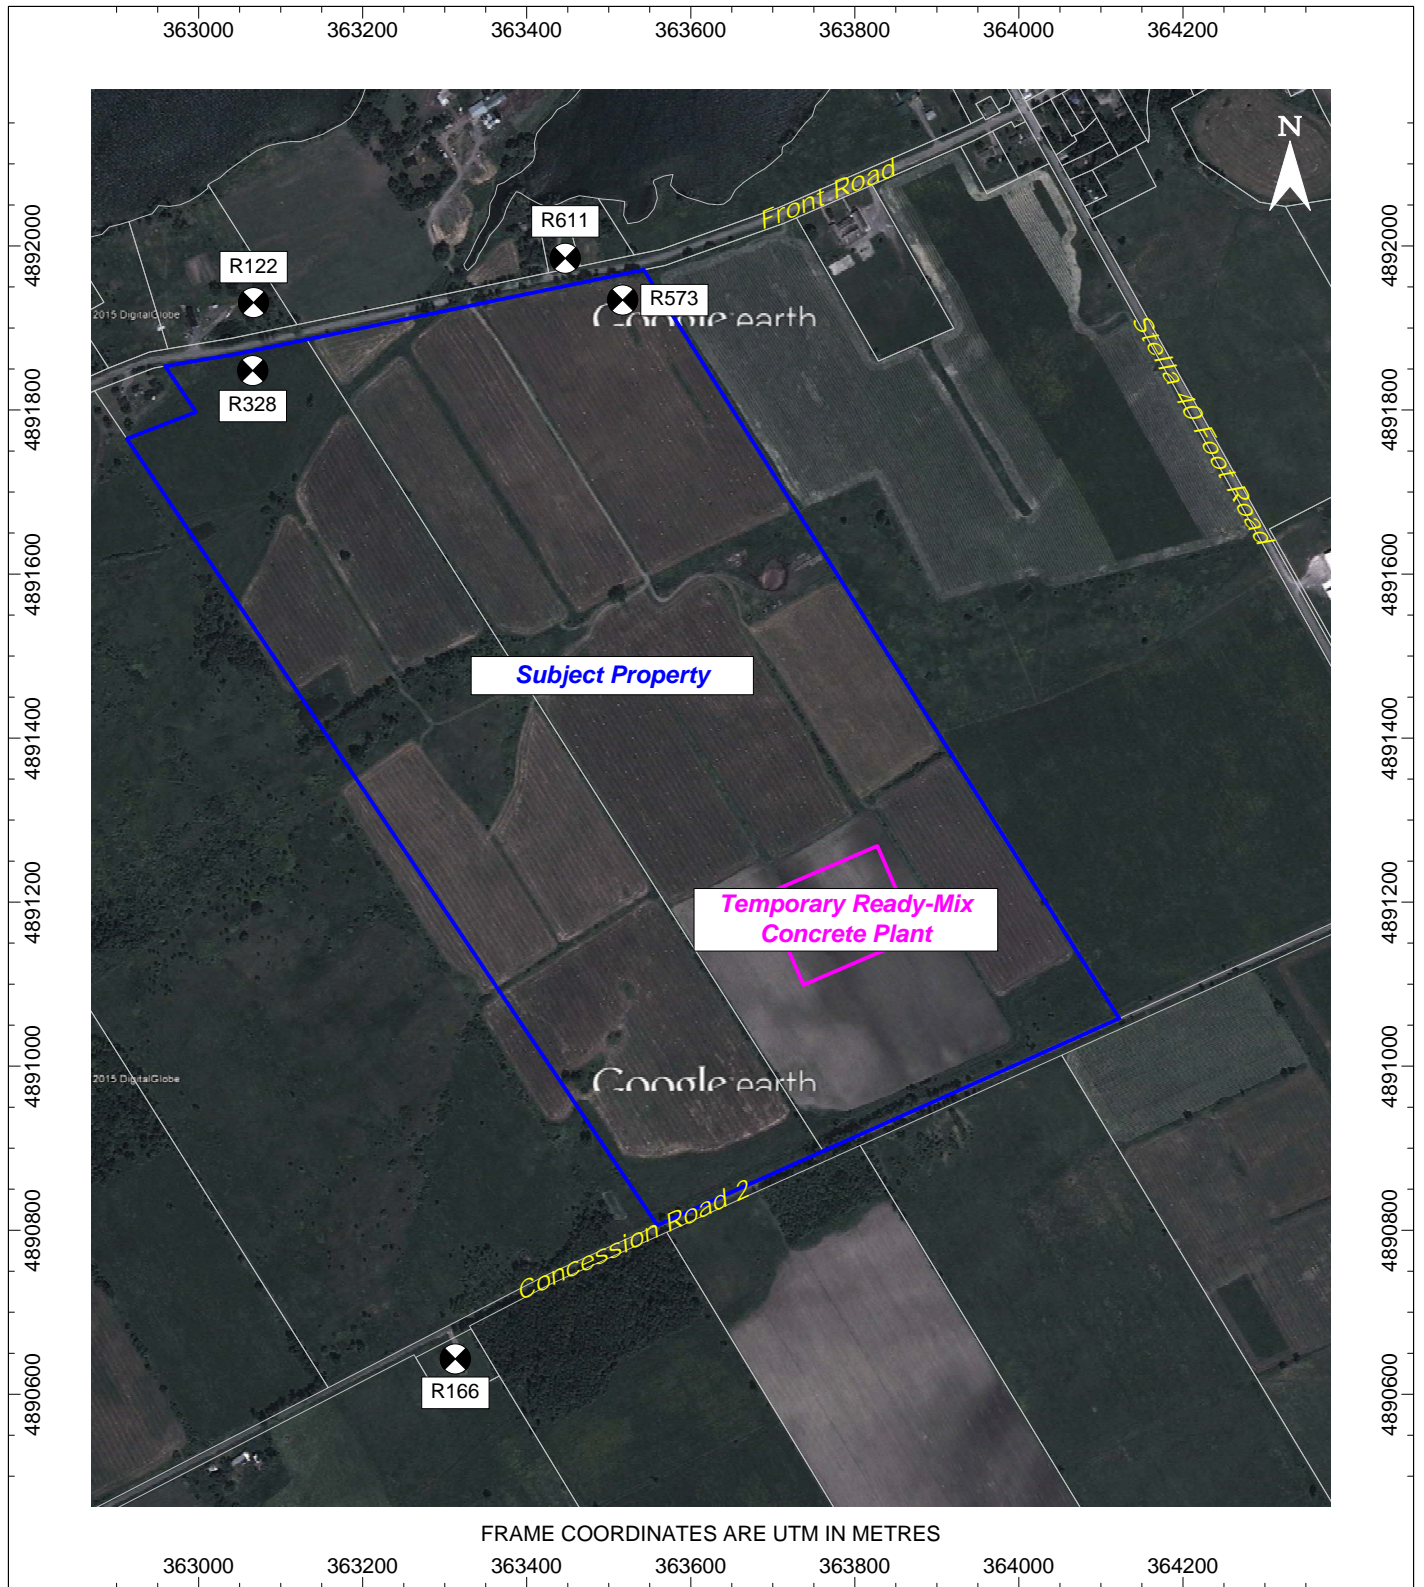 363000 363200 363400 363600 363800 364000 364200
N
Front Road
R611
4892000 4892000
R122
R573
2015 DigitalGlobe
Google earth
Stella 40 Foot Road
R328
4891800 4891800
4891600 4891600
Subject Property
4891400 4891400
4891200 4891200
Temporary Ready-Mix
Concrete Plant
4891000 4891000
2015 DigitalGlobe
Google earth
Concession Road 2
4890800 4890800
R166
4890600 4890600
FRAME COORDINATES ARE UTM IN METRES
363000 363200 363400 363600 363800 364000 364200